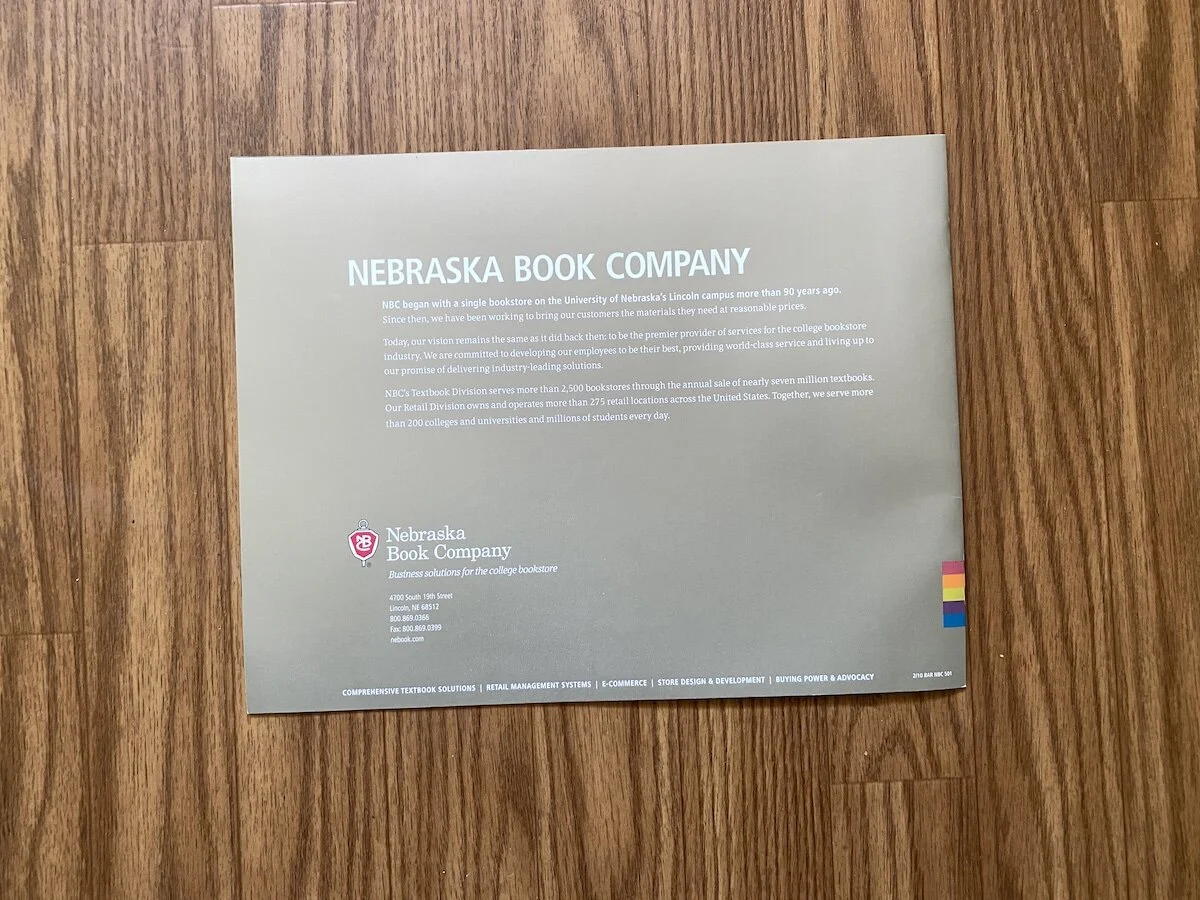 NEBRASKA BOOK COMPANY
NBC began with a single bookstore on the University of Nebraska's Lincoln campus more than 90 years ago.
Since then, we have been working to bring our customers the materials they need at reasonable prices.
Today, our vision remains the same as it did back then: to be the premier provider of services for the college bookstore
industry. We are committed to developing our employees to be their best, providing world-class service and living up to
our promise of delivering industry-leading solutions.
NBC's Textbook Division serves more than 2,500 bookstores through the annual sale of nearly seven million textbooks.
Our Retail Division owns and operates more than 275 retail locations across the United States. Together, we serve more
than 200 colleges and universities and millions of students every day.
NBC
Nebraska
Book Company
®
Business solutions for the college bookstore
4700 South 19th Street
Lincoln, NE 68512
800.869.0366
Fax: 800.869.0399
nebook.com
COMPREHENSIVE TEXTBOOK SOLUTIONS | RETAIL MANAGEMENT SYSTEMS | E-COMMERCE | STORE DESIGN & DEVELOPMENT | BUYING POWER & ADVOCACY
2/10 BAR NBC 501